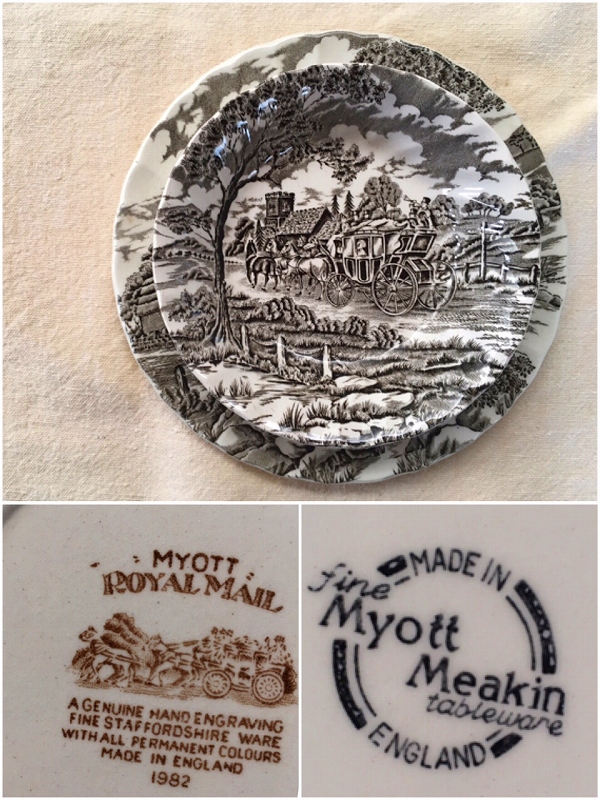 MYOTT
ROYAL MAIL
A GENUINE HAND ENGRAVING
FINE STAFFORDSHIRE WARE
WITH ALL PERMANENT COLOURS
MADE IN ENGLAND
1982
MADE IN
fine
Myott
Meakin
tableware
ENGLAND